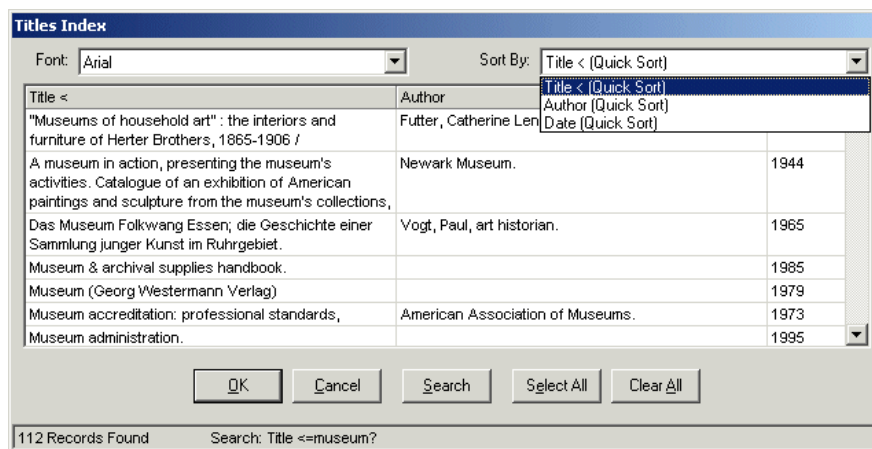 Titles Index
Font: Arial Sort By: Title < (Quick Sort)
Title < (Quick Sort)
Author (Quick Sort)
Date (Quick Sort)
Title < Author
"Museums of household art" : the interiors and
furniture of Herter Brothers, 1865-1906 /
Futter, Catherine Len
A museum in action, presenting the museum's
activities. Catalogue of an exhibition of American
paintings and sculpture from the museum's collections,
Newark Museum. 1944
Das Museum Folkwang Essen; die Geschichte einer
Sammlung junger Kunst im Ruhrgebiet.
Vogt, Paul, art historian. 1965
Museum & archival supplies handbook. 1985
Museum (Georg Westermann Verlag) 1979
Museum accreditation: professional standards, American Association of Museums. 1973
Museum administration. 1995
OK Cancel Search Select All Clear All
112 Records Found Search: Title <=museum?